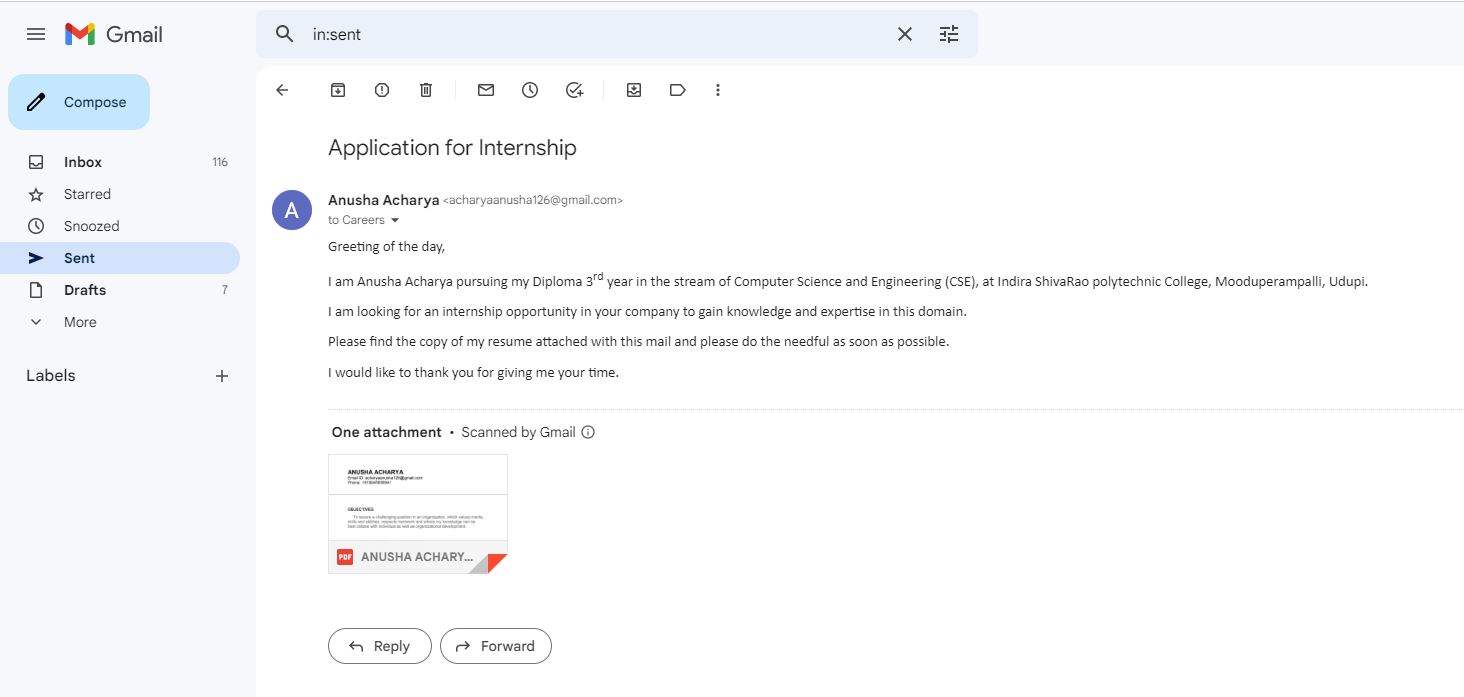 Gmail
in:sent
Compose
Inbox 116
Starred
Snoozed
Sent
Drafts 7
More
Labels
Application for Internship
A
Anusha Acharya <acharyaanusha126@gmail.com>
to Careers
Greeting of the day,
I am Anusha Acharya pursuing my Diploma 3rd year in the stream of Computer Science and Engineering (CSE), at Indira ShivaRao polytechnic College, Mooduperampalli, Udupi.
I am looking for an internship opportunity in your company to gain knowledge and expertise in this domain.
Please find the copy of my resume attached with this mail and please do the needful as soon as possible.
I would like to thank you for giving me your time.
One attachment • Scanned by Gmail
ANUSHA ACHARYA
Email ID: acharyaanusha126@gmail.com
Phone:
OBJECTIVES
To secure a challenging position in an organization, which values merits,
skills and abilities, respects teamwork and where my knowledge can be
best utilized with individual as well as organizational development.
PDF ANUSHA ACHARY...
Reply
Forward